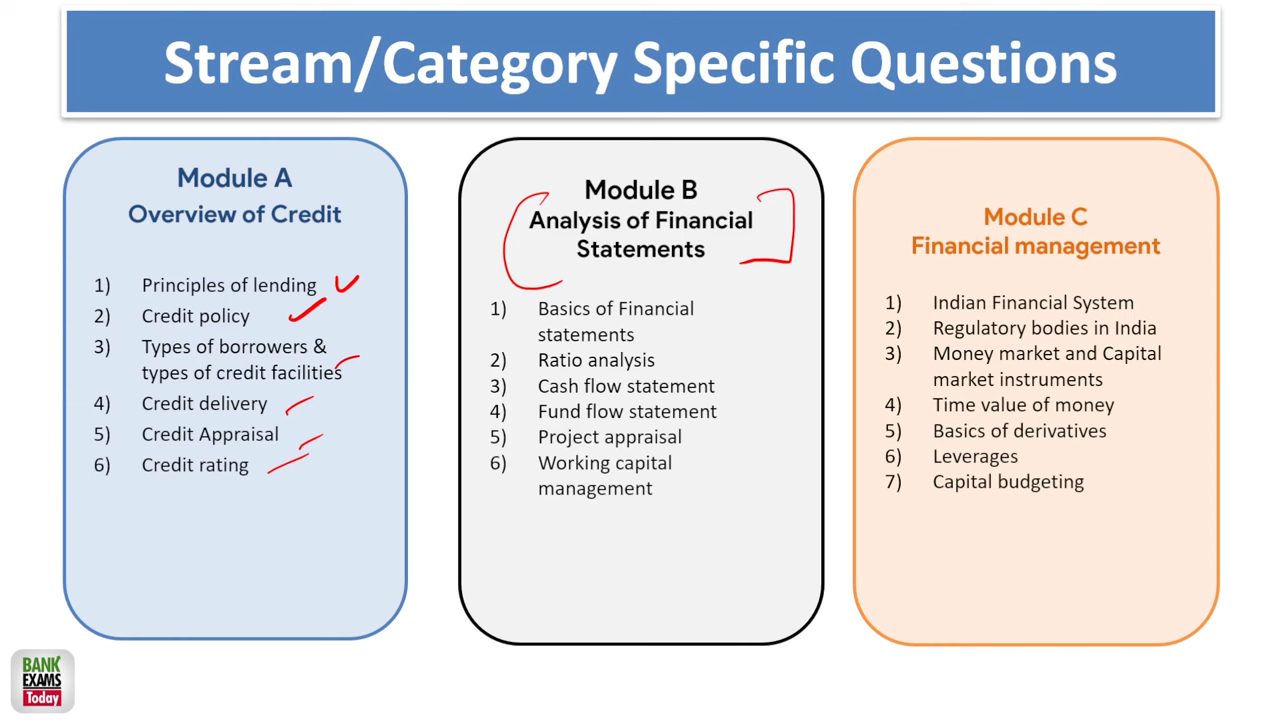 Stream/Category Specific Questions
Module A
Overview of Credit
1) Principles of lending
2) Credit policy
3) Types of borrowers &
types of credit facilities
4) Credit delivery
5) Credit Appraisal
6) Credit rating
Module B
Analysis of Financial
Statements
1) Basics of Financial
statements
2) Ratio analysis
3) Cash flow statement
4) Fund flow statement
5) Project appraisal
6) Working capital
management
Module C
Financial management
1) Indian Financial System
2) Regulatory bodies in India
3) Money market and Capital
market instruments
4) Time value of money
5) Basics of derivatives
6) Leverages
7) Capital budgeting
BANK
EXAMS
Today